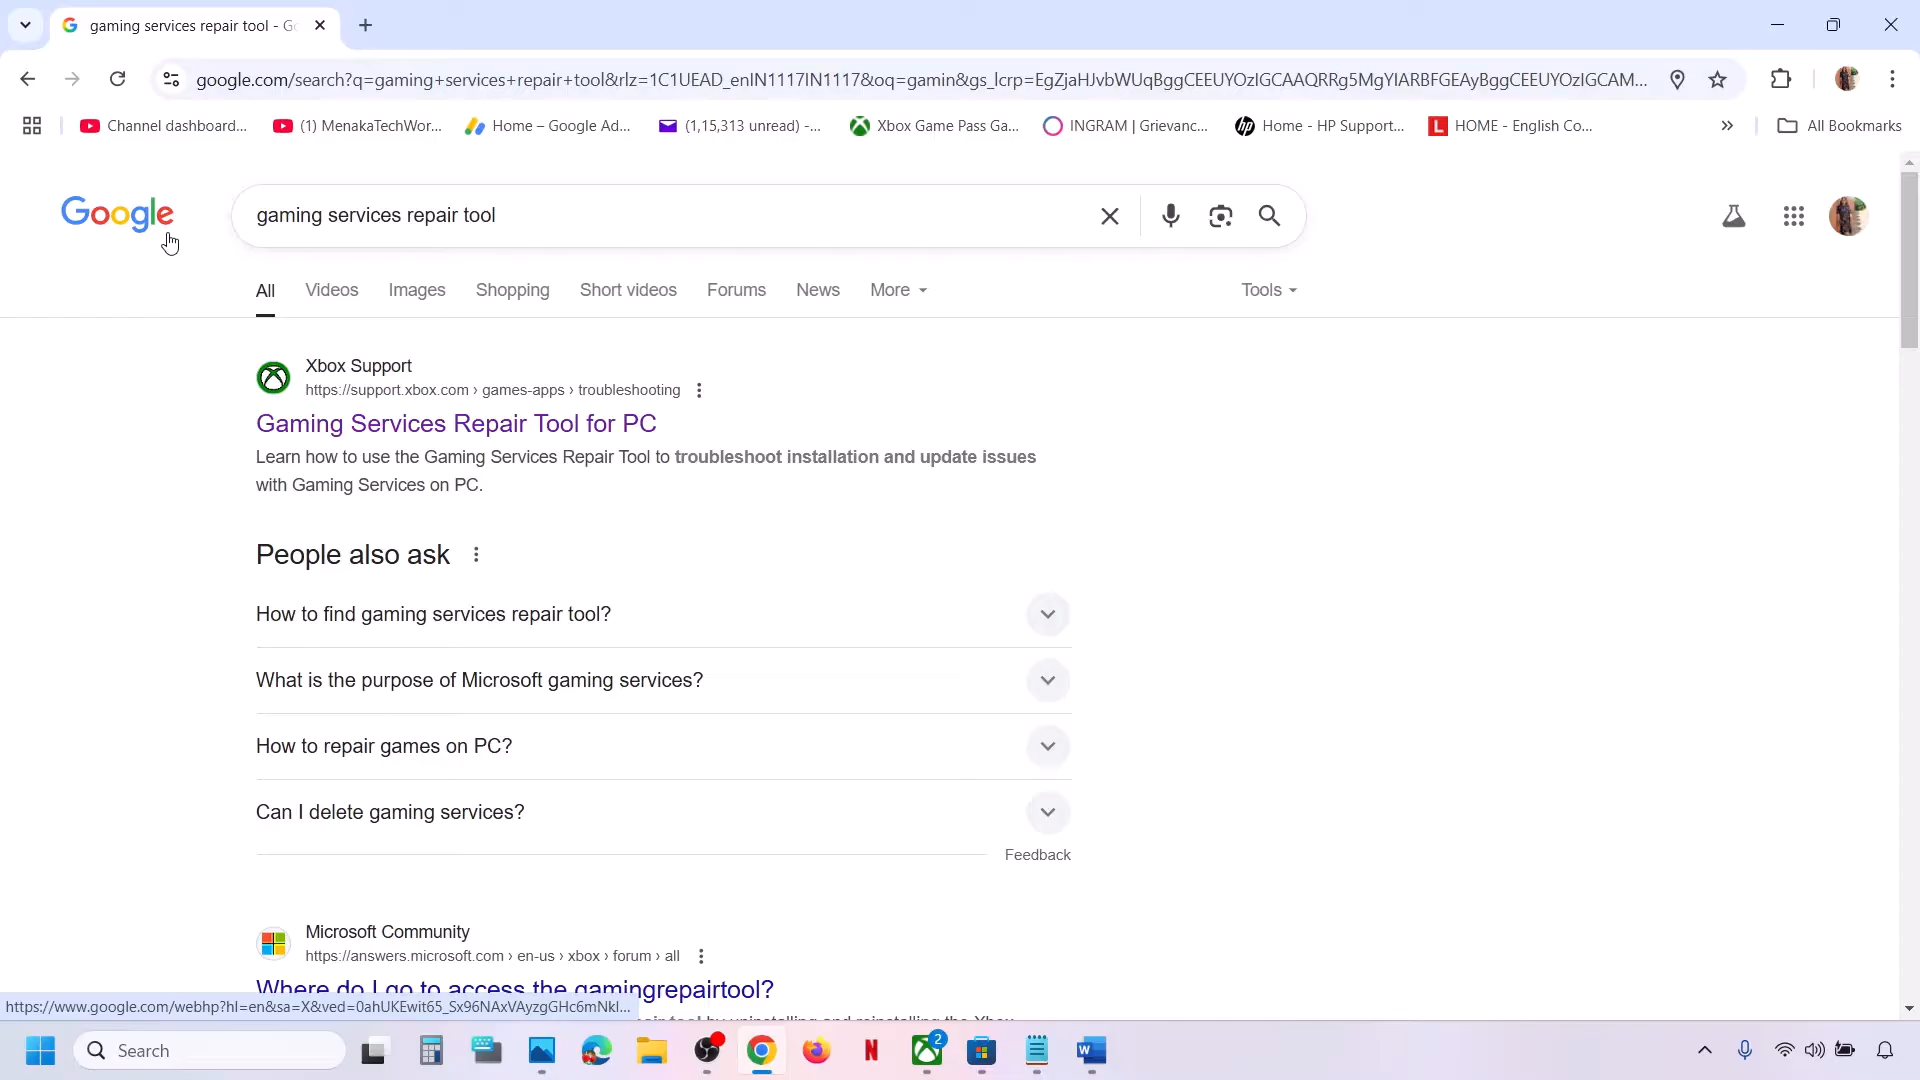 gaming services repair tool - Go
google.com/search?q=gaming+services+repair+tool&rlz=1C1UEAD_enIN1117IN1117&oq=gamin&gs_lcrp=EgZjaHJvbWUqBggCEEUYOzIGCAAQRRg5MgYIARBFGEAyBggCEEUYOzIGCAM...
Channel dashboard...
(1) MenakaTechWor...
Home – Google Ad...
(1,15,313 unread) -...
Xbox Game Pass Ga...
INGRAM | Grievanc...
Home - HP Support...
HOME - English Co...
All Bookmarks
Google
gaming services repair tool
All
Videos
Images
Shopping
Short videos
Forums
News
More
Tools
Xbox Support
https://support.xbox.com › games-apps › troubleshooting
Gaming Services Repair Tool for PC
Learn how to use the Gaming Services Repair Tool to troubleshoot installation and update issues
with Gaming Services on PC.
People also ask
How to find gaming services repair tool?
What is the purpose of Microsoft gaming services?
How to repair games on PC?
Can I delete gaming services?
Feedback
Microsoft Community
https://answers.microsoft.com › en-us › xbox › forum › all
Where do I go to access the gamingrepairtool?
https://www.google.com/webhp?hl=en&sa=X&ved=0ahUKEwit65_Sx96NAxVAyzgGHc6mNkI...
Search
2